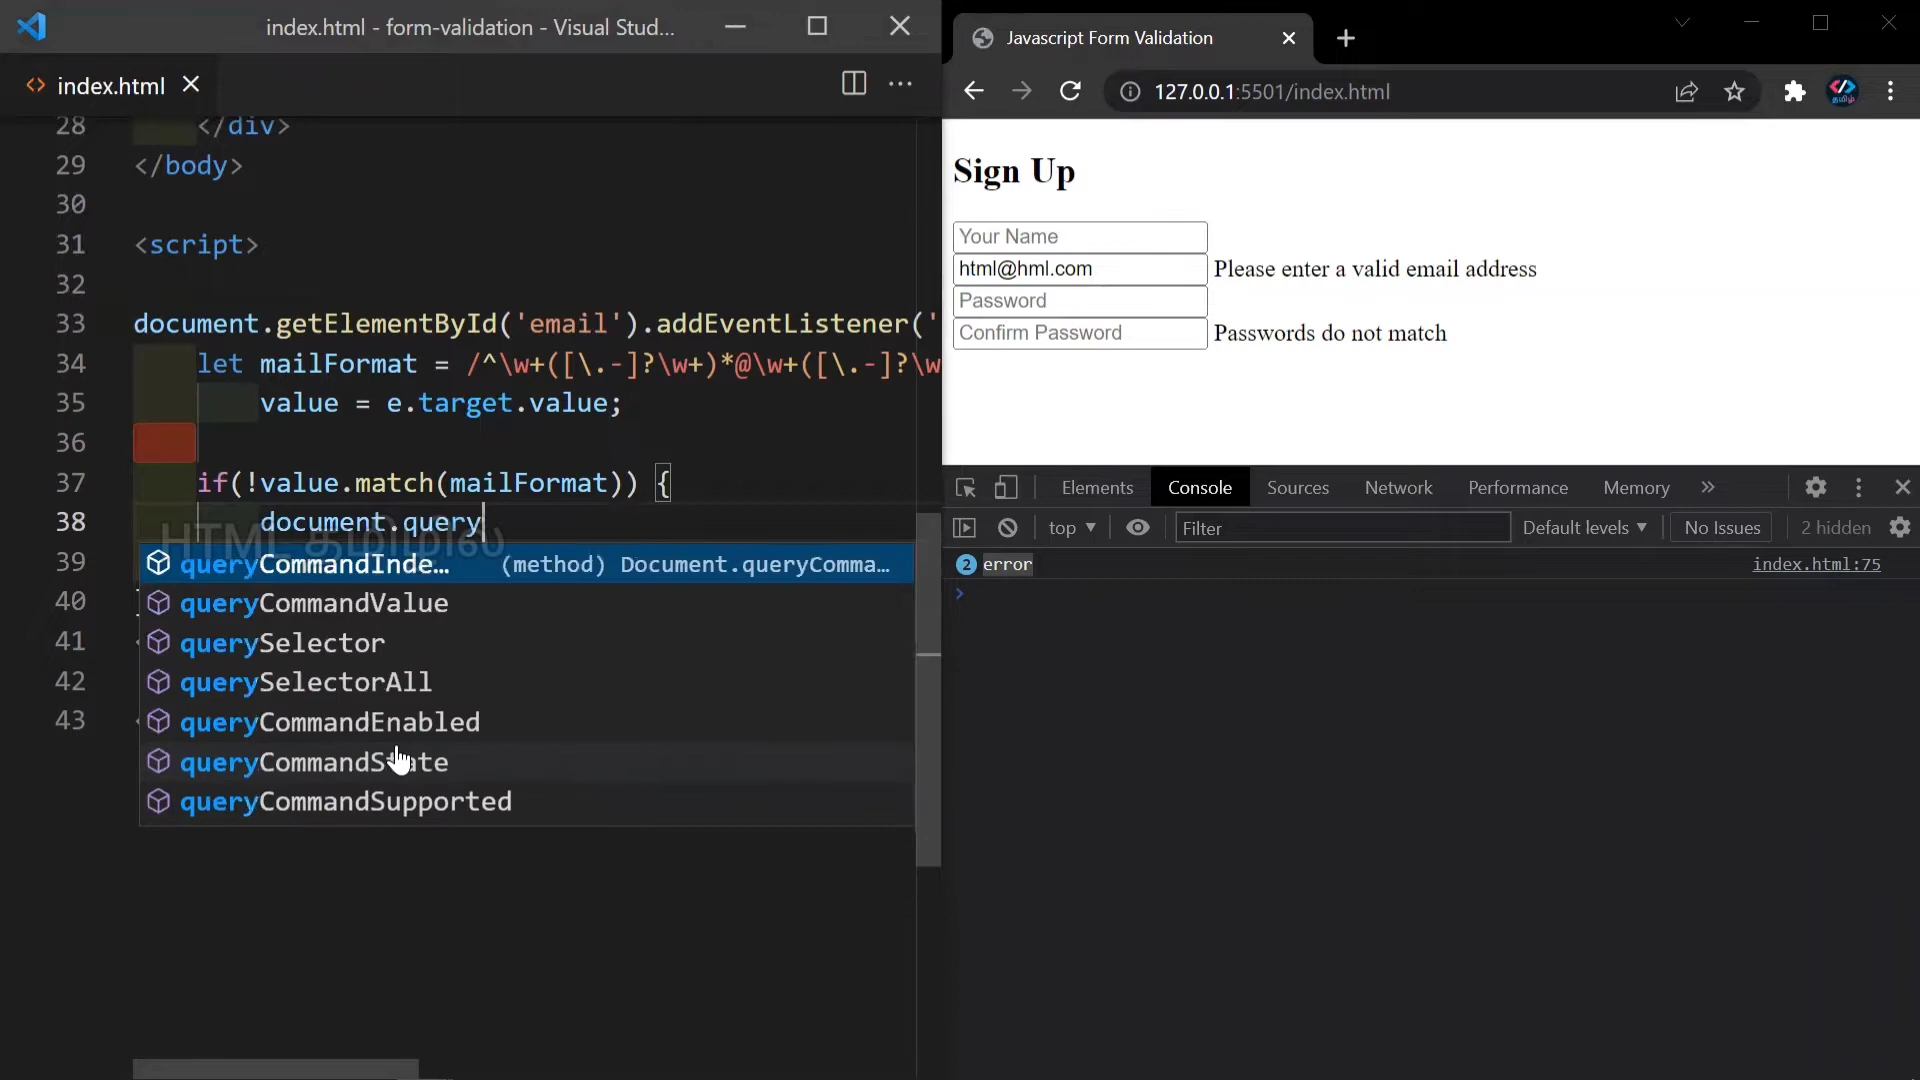 index.html - form-validation - Visual Stud...
index.html
28 </div>
29 </body>
30
31 <script>
32
33 document.getElementById('email').addEventListener('
34 let mailFormat = /^\w+([\.-]?\w+)*@\w+([\.-]?\w
35 value = e.target.value;
36
37 if(!value.match(mailFormat)) {
38 document.query
HTML தமிழில்
39 queryCommandInde... (method) Document.queryComma...
40 queryCommandValue
41 querySelector
42 querySelectorAll
43 queryCommandEnabled
queryCommandState
queryCommandSupported
Javascript Form Validation
127.0.0.1:5501/index.html
தமிழ்
Sign Up
Your Name
html@hml.com Please enter a valid email address
Password
Confirm Password Passwords do not match
Elements Console Sources Network Performance Memory »
top Filter Default levels No Issues 2 hidden
2 error index.html:75